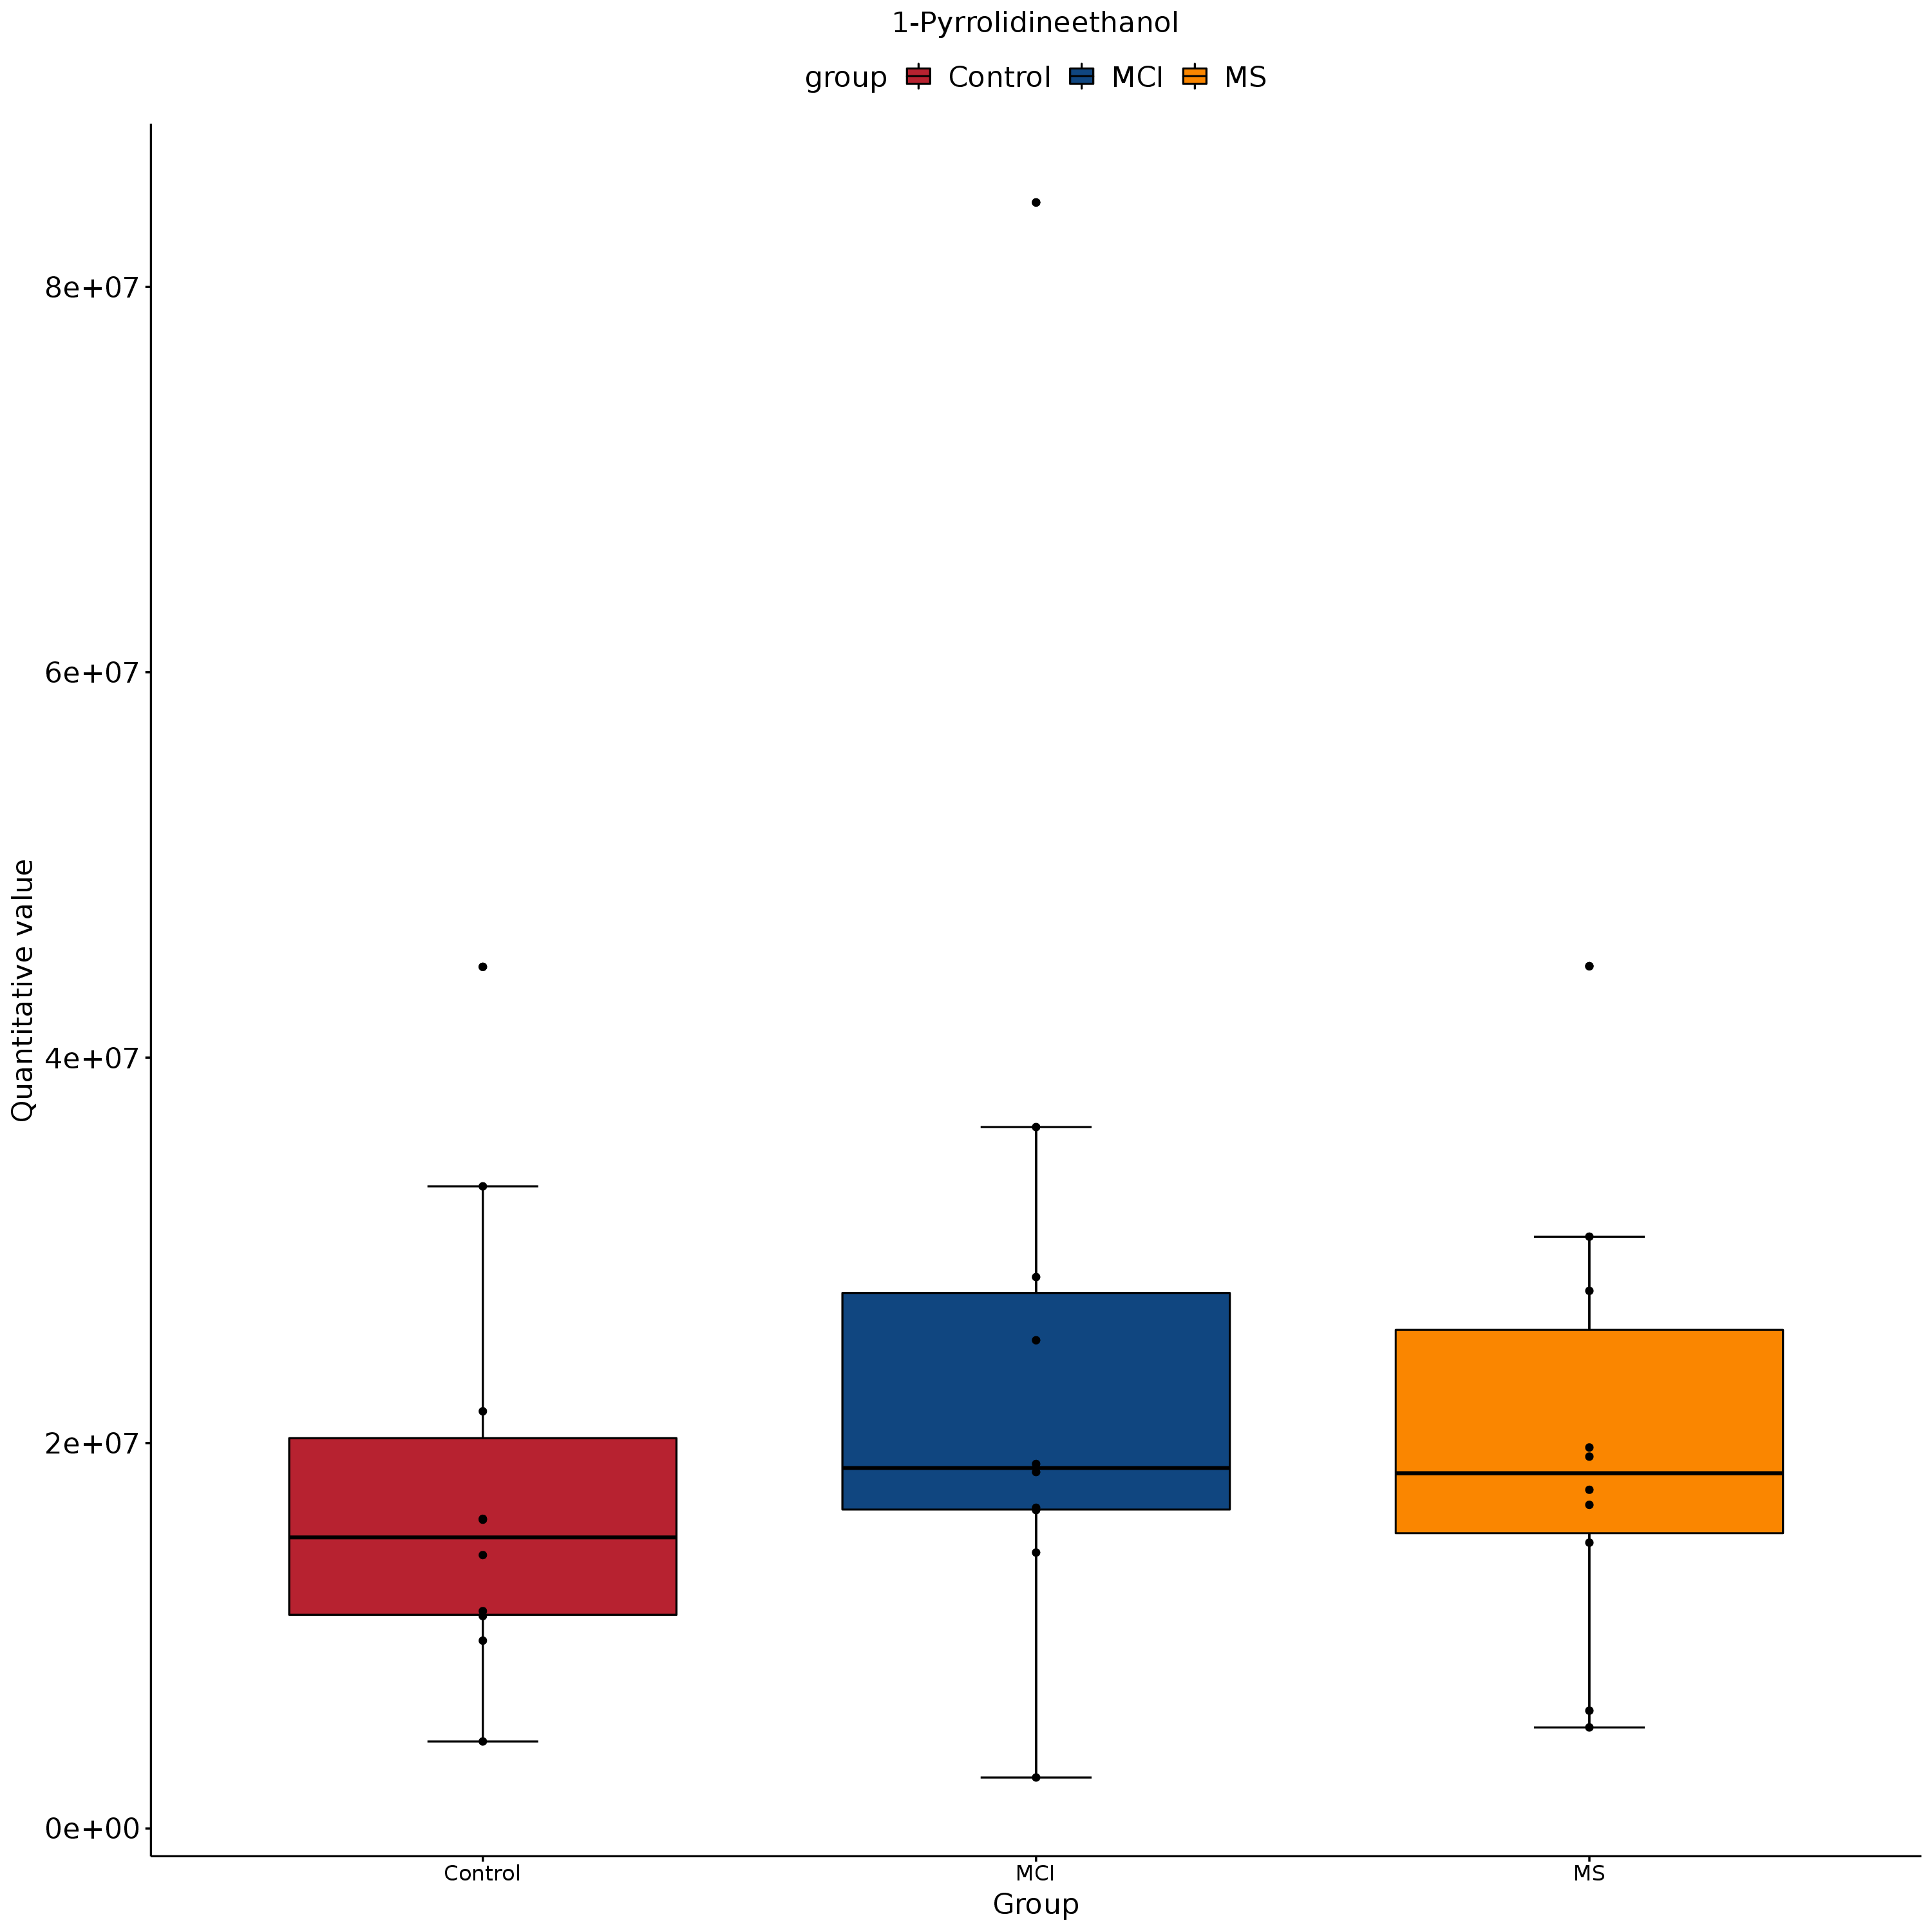 1-Pyrrolidineethanol
group Control MCI MS
Quantitative value
8e+07
6e+07
4e+07
2e+07
0e+00
Control MCI MS
Group